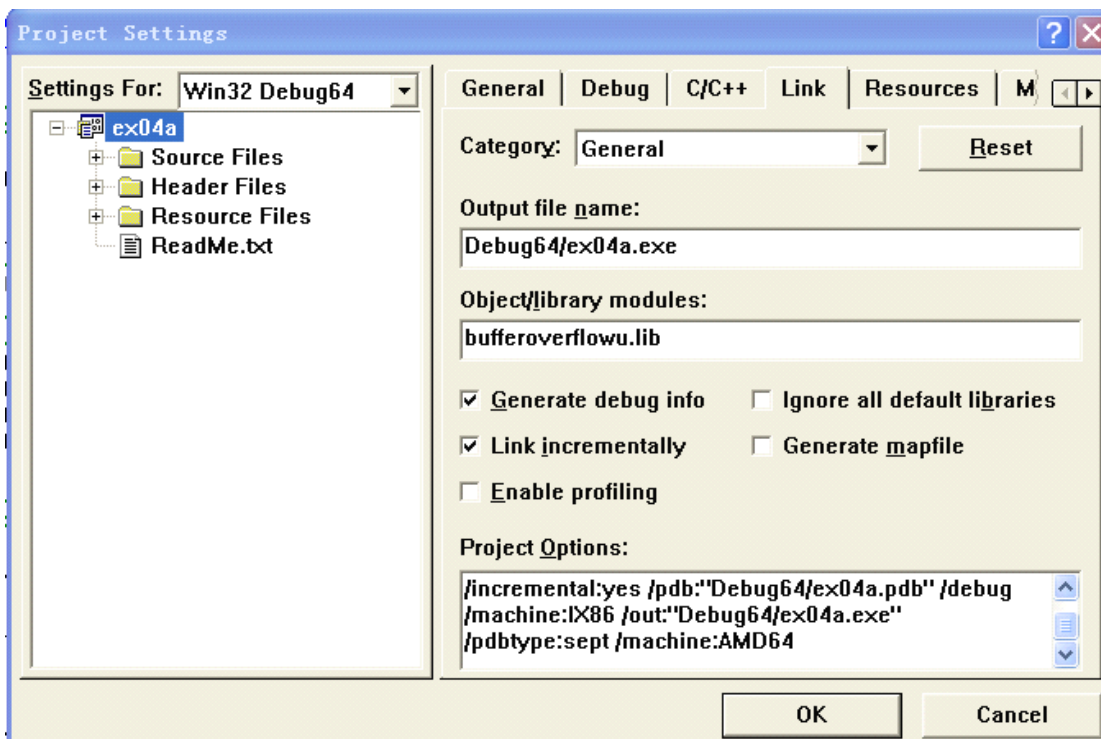 Project Settings
Settings For: Win32 Debug64
ex04a
Source Files
Header Files
Resource Files
ReadMe.txt
General Debug C/C++ Link Resources M
Category: General Reset
Output file name:
Debug64/ex04a.exe
Object/library modules:
bufferoverflowu.lib
Generate debug info Ignore all default libraries
Link incrementally Generate mapfile
Enable profiling
Project Options:
/incremental:yes /pdb:"Debug64/ex04a.pdb" /debug
/machine:IX86 /out:"Debug64/ex04a.exe"
/pdbtype:sept /machine:AMD64
OK Cancel